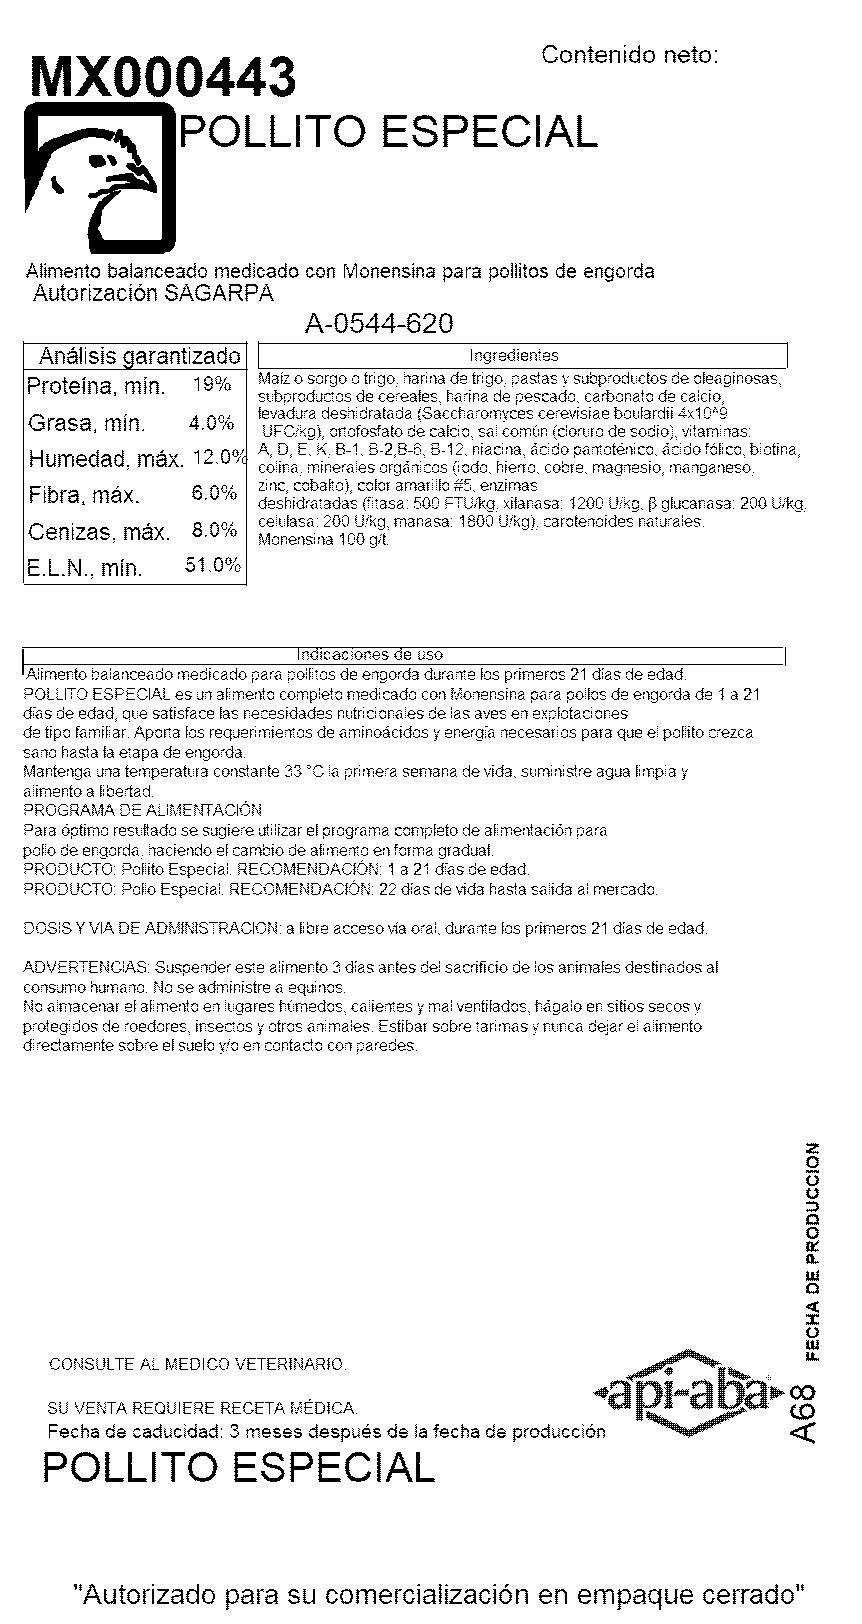 Contenido neto:
MX000443
POLLITO ESPECIAL
Alimento balanceado medicado con Monensina para pollitos de engorda
Autorización SAGARPA
A-0544-620
Análisis garantizado
Proteína, mín. 19%
Grasa, mín. 4.0%
Humedad, máx. 12.0%
Fibra, máx. 6.0%
Cenizas, máx. 8.0%
E.L.N., mín. 51.0%
Ingredientes
Maíz o sorgo o trigo, harina de trigo, pastas y subproductos de oleaginosas,
subproductos de cereales, harina de pescado, carbonato de calcio,
levadura deshidratada (Saccharomyces cerevisiae boulardii 4x10^9
UFC/kg), ortofosfato de calcio, sal común (cloruro de sodio), vitaminas:
A, D, E, K, B-1, B-2,B-6, B-12, niacina, ácido pantoténico, ácido fólico, biotina,
colina, minerales orgánicos (iodo, hierro, cobre, magnesio, manganeso,
zinc, cobalto), color amarillo #5, enzimas
deshidratadas (fitasa: 500 FTU/kg, xilanasa: 1200 U/kg, β glucanasa: 200 U/kg,
celulasa: 200 U/kg, manasa: 1800 U/kg), carotenoides naturales.
Monensina 100 g/t.
Indicaciones de uso
Alimento balanceado medicado para pollitos de engorda durante los primeros 21 días de edad.
POLLITO ESPECIAL es un alimento completo medicado con Monensina para pollos de engorda de 1 a 21
días de edad, que satisface las necesidades nutricionales de las aves en explotaciones
de tipo familiar. Aporta los requerimientos de aminoácidos y energía necesarios para que el pollito crezca
sano hasta la etapa de engorda.
Mantenga una temperatura constante 33 °C la primera semana de vida, suministre agua limpia y
alimento a libertad.
PROGRAMA DE ALIMENTACIÓN
Para óptimo resultado se sugiere utilizar el programa completo de alimentación para
pollo de engorda, haciendo el cambio de alimento en forma gradual.
PRODUCTO: Pollito Especial. RECOMENDACIÓN: 1 a 21 días de edad.
PRODUCTO: Pollo Especial. RECOMENDACIÓN: 22 días de vida hasta salida al mercado.
DOSIS Y VIA DE ADMINISTRACION: a libre acceso vía oral, durante los primeros 21 días de edad.
ADVERTENCIAS: Suspender este alimento 3 días antes del sacrificio de los animales destinados al
consumo humano. No se administre a equinos.
No almacenar el alimento en lugares húmedos, calientes y mal ventilados, hágalo en sitios secos y
protegidos de roedores, insectos y otros animales. Estibar sobre tarimas y nunca dejar el alimento
directamente sobre el suelo y/o en contacto con paredes.
FECHA DE PRODUCCION
A68
CONSULTE AL MEDICO VETERINARIO.
api-aba
SU VENTA REQUIERE RECETA MÉDICA.
Fecha de caducidad: 3 meses después de la fecha de producción
POLLITO ESPECIAL
"Autorizado para su comercialización en empaque cerrado"